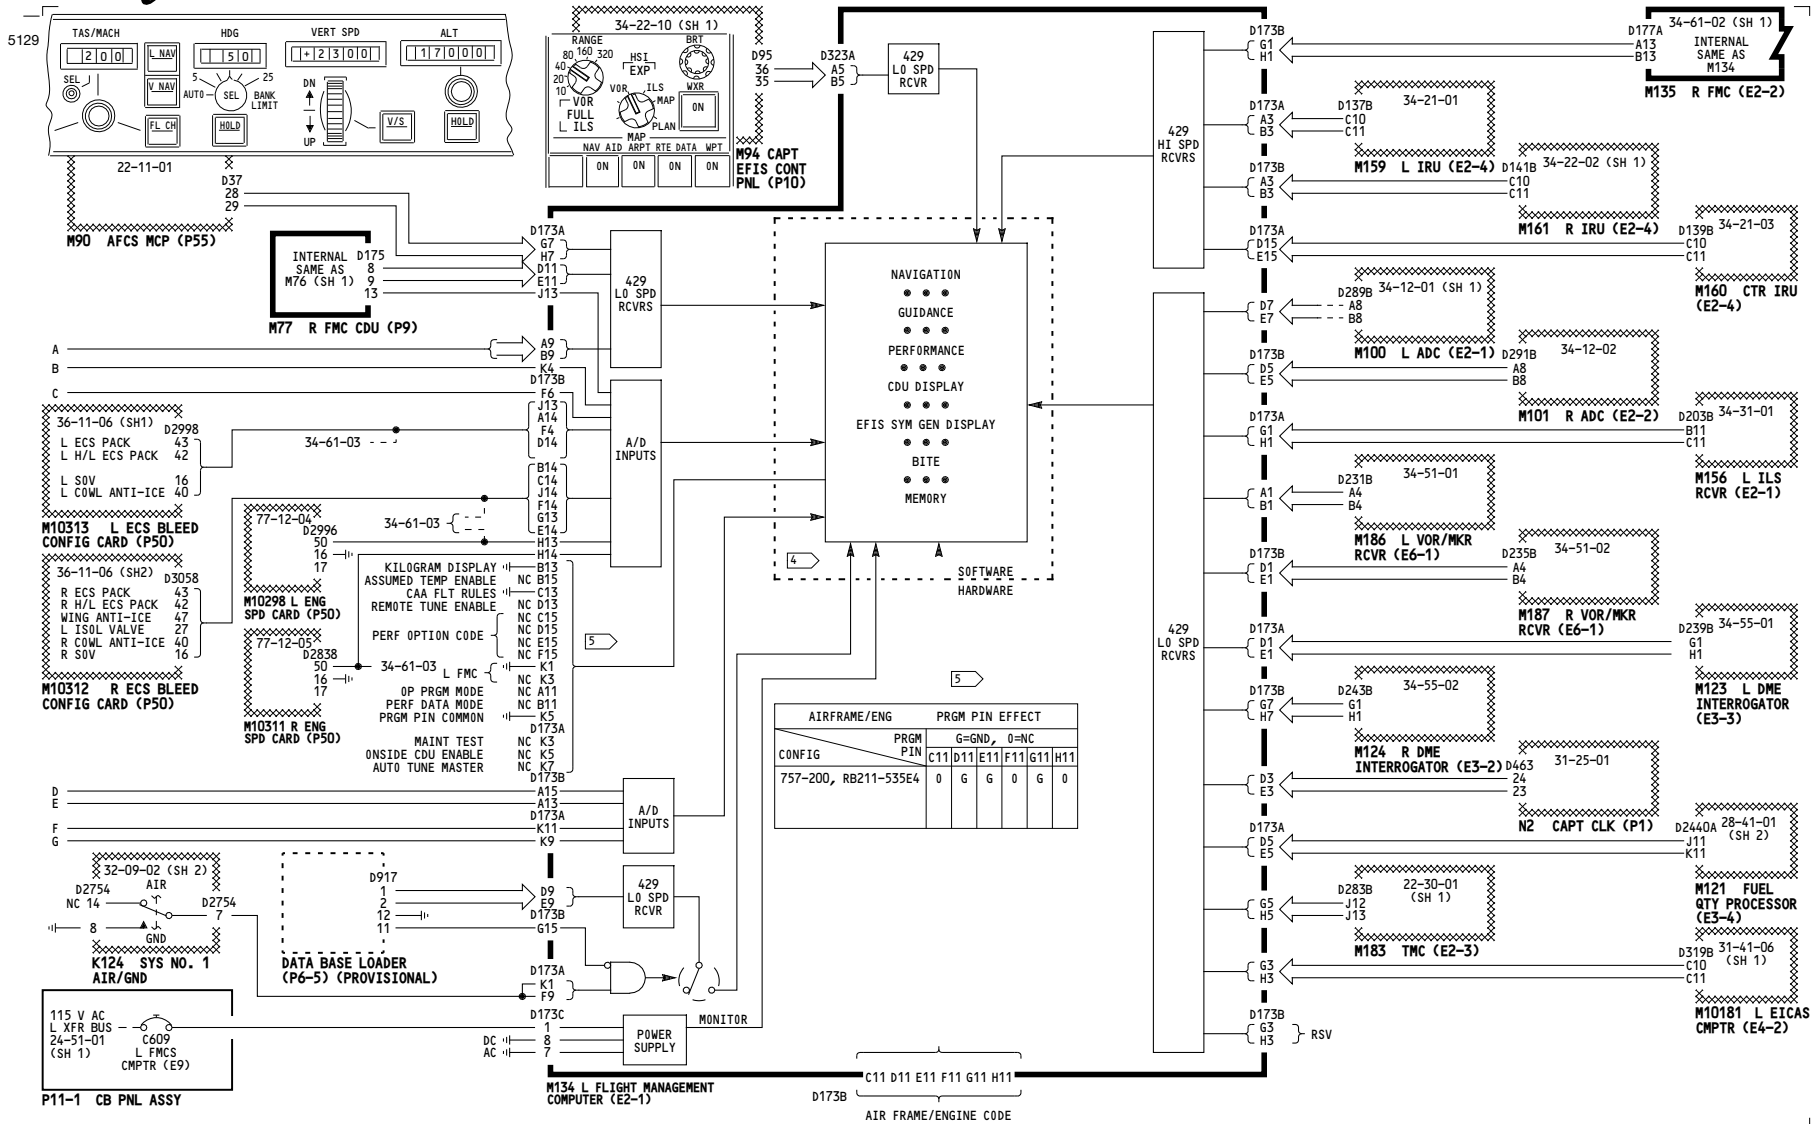 5129
TAS/MACH
HDG
VERT SPD
ALT
200
L NAV
50
+2300
17000
SEL
V NAV
5
25
AUTO
SEL
BANK
LIMIT
DN
UP
FL CH
HOLD
V/S
HOLD
22-11-01
D37
28
29
M90 AFCS MCP (P55)
34-22-10 (SH 1)
RANGE
10
20
40
80
160
320
HSI
EXP
BRT
WXR
ON
VOR
ILS
MAP
PLAN
VOR
FULL
ILS
MAP
NAV AID ARPT RTE DATA WPT
ON ON ON ON
M94 CAPT
EFIS CONT
PNL (P10)
D95
36
35
D323A
A5
B5
429
LO SPD
RCVR
INTERNAL
SAME AS
M76 (SH 1)
D175
8
9
13
M77 R FMC CDU (P9)
D173A
G7
H7
D11
E11
J13
429
LO SPD
RCVRS
A
B
C
A9
B9
K4
D173B
F6
J13
A14
F4
D14
B14
C14
J14
F14
G13
E14
H13
H14
A/D
INPUTS
36-11-06 (SH1)
D2998
L ECS PACK 43
L H/L ECS PACK 42
L SOV 16
L COWL ANTI-ICE 40
M10313 L ECS BLEED
CONFIG CARD (P50)
34-61-03
34-61-03
77-12-04
D2996
50
16
17
M10298 L ENG
SPD CARD (P50)
36-11-06 (SH2)
D3058
R ECS PACK 43
R H/L ECS PACK 42
WING ANTI-ICE 47
L ISOL VALVE 27
R COWL ANTI-ICE 40
R SOV 16
M10312 R ECS BLEED
CONFIG CARD (P50)
77-12-05
D2838
50
16
17
M10311 R ENG
SPD CARD (P50)
KILOGRAM DISPLAY B13
ASSUMED TEMP ENABLE NC B15
CAA FLT RULES C13
REMOTE TUNE ENABLE NC D13
NC C15
PERF OPTION CODE NC D15
NC E15
NC F15
34-61-03 L FMC K1
NC K3
OP PRGM MODE NC A11
PERF DATA MODE NC B11
PRGM PIN COMMON K5
D173A
MAINT TEST NC K3
ONSIDE CDU ENABLE NC K5
AUTO TUNE MASTER NC K7
5
D173B
D A15
E A13
D173A
F K11
G K9
A/D
INPUTS
32-09-02 (SH 2)
AIR
D2754
NC 14
D2754
7
8
GND
K124 SYS NO. 1
AIR/GND
D917
1
2
12
11
DATA BASE LOADER
(P6-5) (PROVISIONAL)
D9
E9
D173B
G15
429
LO SPD
RCVR
D173A
K1
F9
115 V AC
L XFR BUS
24-51-01
(SH 1)
C609
L FMCS
CMPTR (E9)
P11-1 CB PNL ASSY
D173C
1
DC 8
AC 7
POWER
SUPPLY
MONITOR
M134 L FLIGHT MANAGEMENT
COMPUTER (E2-1)
NAVIGATION
GUIDANCE
PERFORMANCE
CDU DISPLAY
EFIS SYM GEN DISPLAY
BITE
MEMORY
4
SOFTWARE
HARDWARE
5
AIRFRAME/ENG PRGM PIN EFFECT
CONFIG
PRGM
PIN
G=GND, 0=NC
C11 D11 E11 F11 G11 H11
757-200, RB211-535E4 0 G G 0 G 0
C11 D11 E11 F11 G11 H11
D173B
AIR FRAME/ENGINE CODE
429
HI SPD
RCVRS
429
LO SPD
RCVRS
D173B
G1
H1
D177A
A13
B13
34-61-02 (SH 1)
INTERNAL
SAME AS
M134
M135 R FMC (E2-2)
D173A
A3
B3
D137B
C10
C11
34-21-01
M159 L IRU (E2-4)
D173B
A3
B3
D141B
C10
C11
34-22-02 (SH 1)
M161 R IRU (E2-4)
D173A
D15
E15
D139B
C10
C11
34-21-03
M160 CTR IRU
(E2-4)
D7
E7
D289B
A8
B8
34-12-01 (SH 1)
M100 L ADC (E2-1)
D173B
D5
E5
D291B
A8
B8
34-12-02
M101 R ADC (E2-2)
D173A
G1
H1
D203B
B11
C11
34-31-01
M156 L ILS
RCVR (E2-1)
A1
B1
D231B
A4
B4
34-51-01
M186 L VOR/MKR
RCVR (E6-1)
D173B
D1
E1
D235B
A4
B4
34-51-02
M187 R VOR/MKR
RCVR (E6-1)
D173A
D1
E1
D239B
G1
H1
34-55-01
M123 L DME
INTERROGATOR
(E3-3)
D173B
G7
H7
D243B
G1
H1
34-55-02
M124 R DME
INTERROGATOR (E3-2)
D3
E3
D463
24
23
31-25-01
N2 CAPT CLK (P1)
D173A
D5
E5
D2440A
J11
K11
28-41-01
(SH 2)
M121 FUEL
QTY PROCESSOR
(E3-4)
G5
H5
D283B
J12
J13
22-30-01
(SH 1)
M183 TMC (E2-3)
G3
H3
D319B
C10
C11
31-41-06
(SH 1)
M10181 L EICAS
CMPTR (E4-2)
D173B
G3
H3
RSV